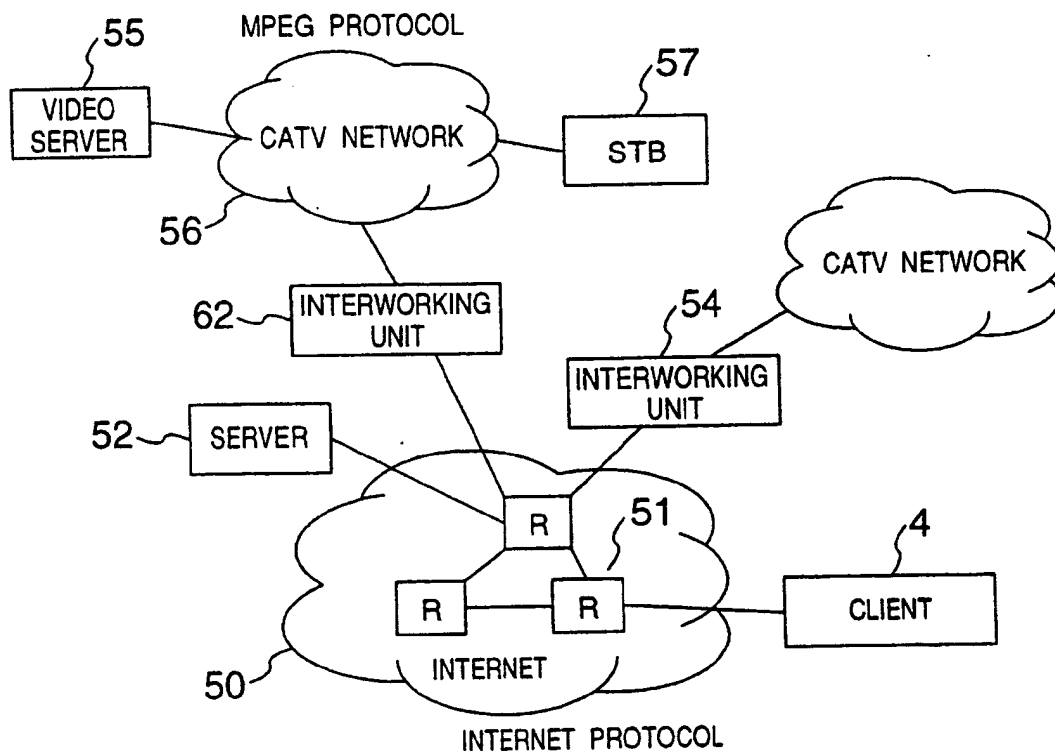 MPEG PROTOCOL
55
57
VIDEO
SERVER
CATV NETWORK
STB
56
CATV NETWORK
62
INTERWORKING
UNIT
54
INTERWORKING
UNIT
52
SERVER
R
51
4
R
R
CLIENT
50
INTERNET
INTERNET PROTOCOL